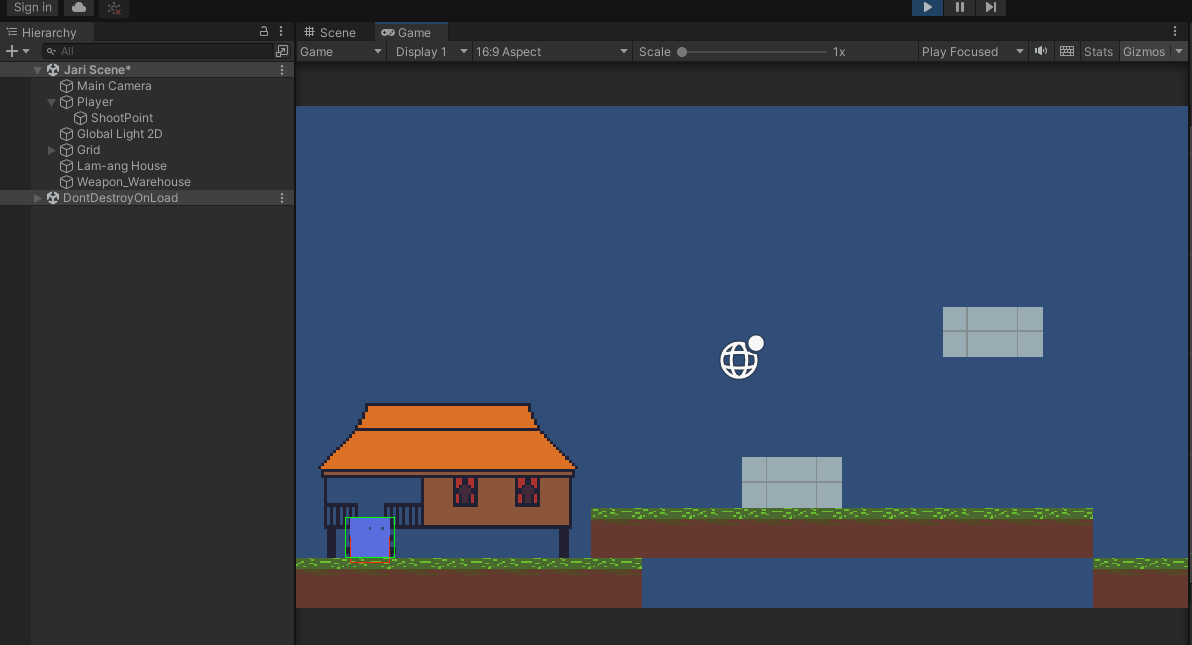 Sign in
Hierarchy
All
Jari Scene*
Main Camera
Player
ShootPoint
Global Light 2D
Grid
Lam-ang House
Weapon_Warehouse
DontDestroyOnLoad
Scene
Game
Game
Display 1
16:9 Aspect
Scale
1x
Play Focused
Stats
Gizmos